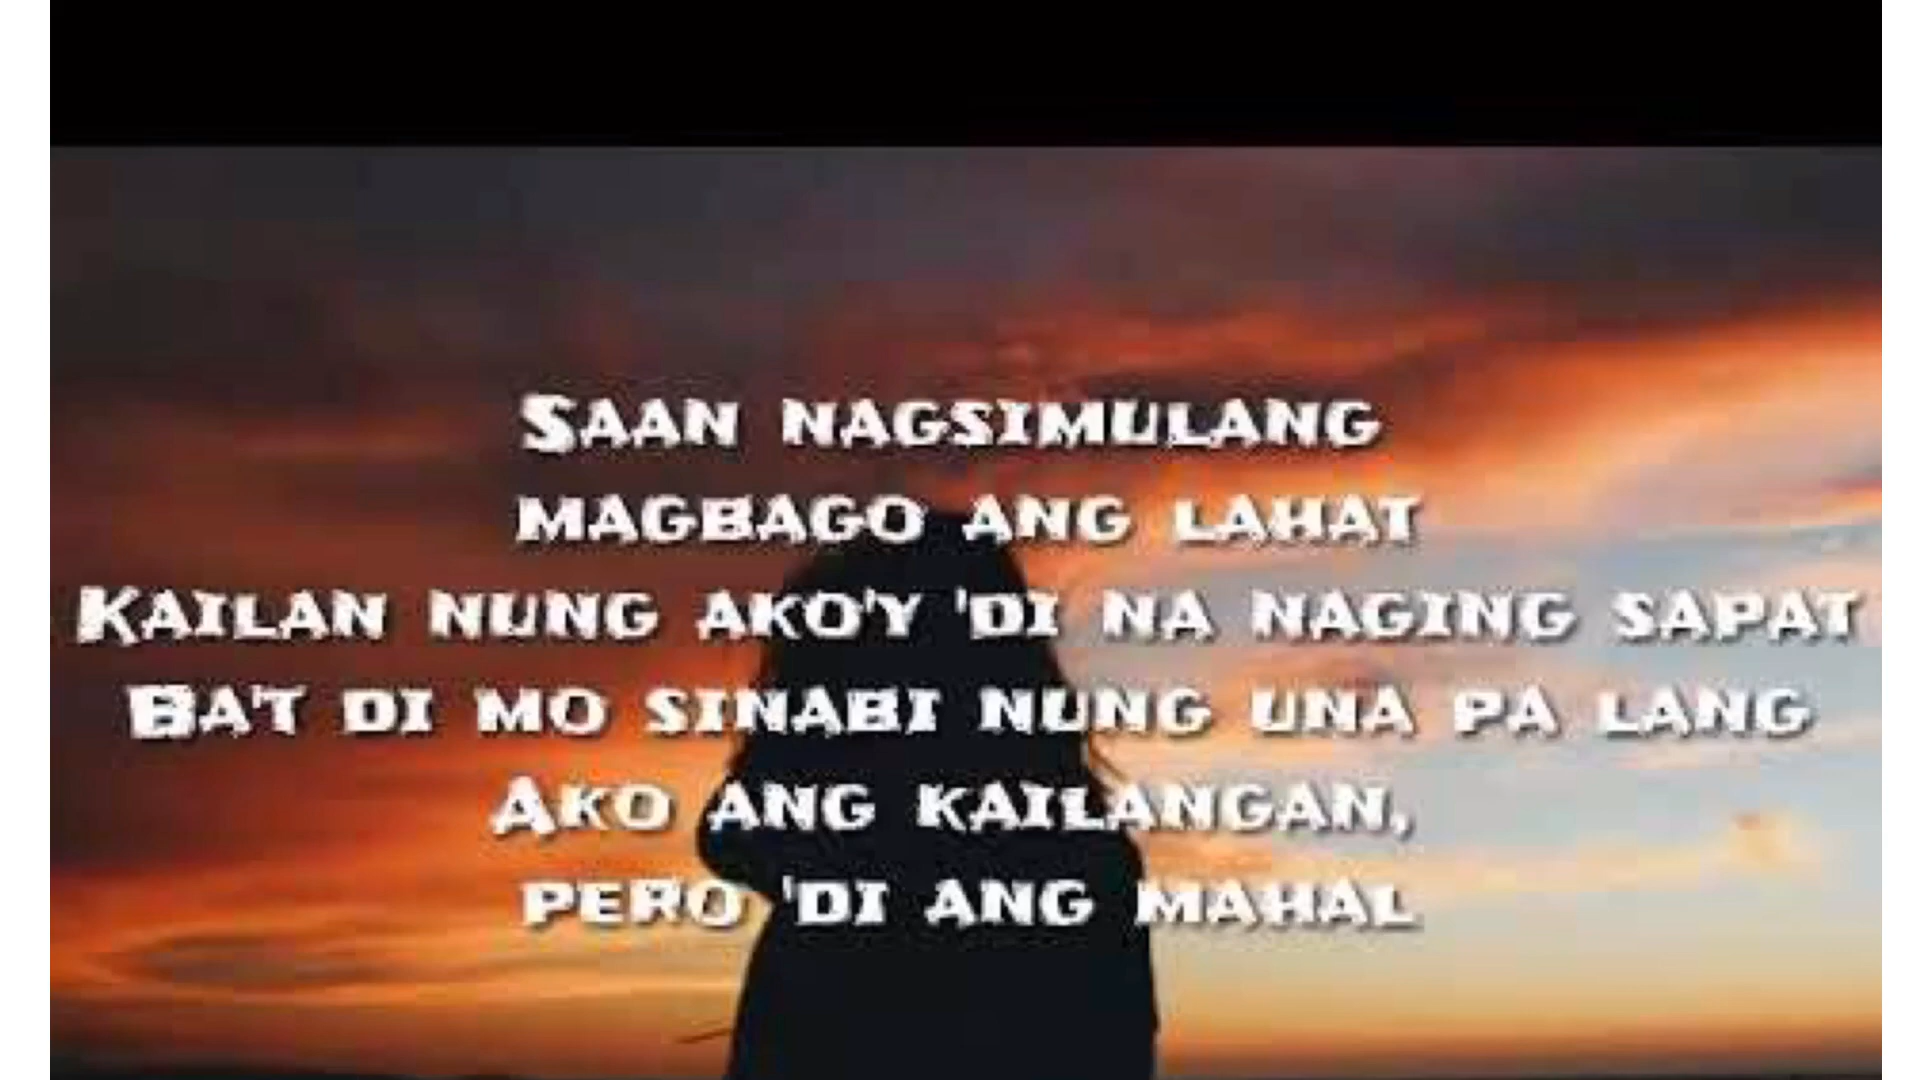 Saan nagsimulang
magbago ang lahat
Kailan nung ako'y 'di na naging sapat
Ba't di mo sinabi nung una pa lang
Ako ang kailangan,
pero 'di ang mahal